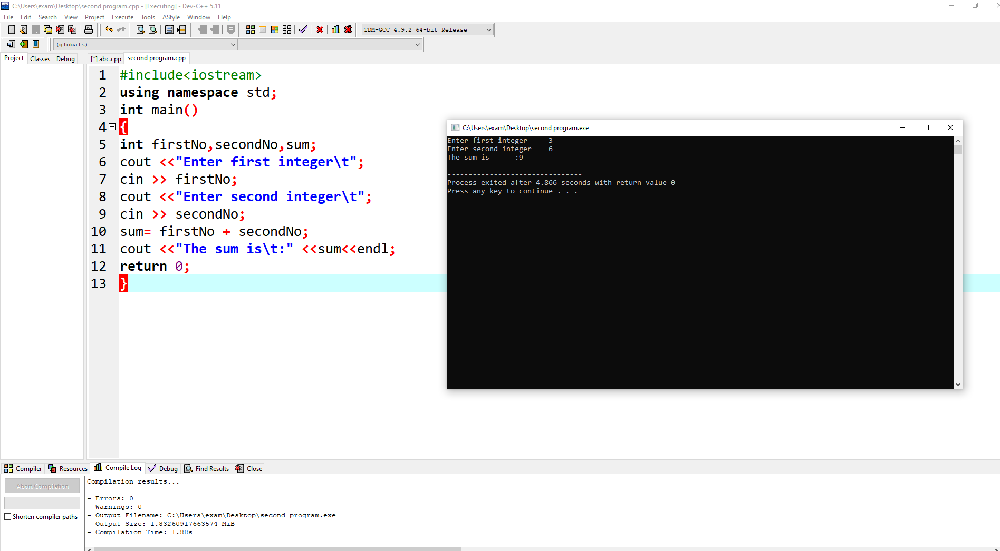 C:\Users\exam\Desktop\second program.cpp - [Executing] - Dev-C++ 5.11
File Edit Search View Project Execute Tools AStyle Window Help
TDM-GCC 4.9.2 64-bit Release
(globals)
Project Classes Debug [*] abc.cpp second program.cpp
1 #include<iostream>
2 using namespace std;
3 int main()
4 {
5 int firstNo,secondNo,sum;
6 cout <<"Enter first integer\t";
7 cin >> firstNo;
8 cout <<"Enter second integer\t";
9 cin >> secondNo;
10 sum= firstNo + secondNo;
11 cout <<"The sum is\t:" <<sum<<endl;
12 return 0;
13 }
C:\Users\exam\Desktop\second program.exe
Enter first integer     3
Enter second integer    6
The sum is      :9
--------------------------------
Process exited after 4.866 seconds with return value 0
Press any key to continue . . .
Compiler Resources Compile Log Debug Find Results Close
Abort Compilation
Shorten compiler paths
Compilation results...
--------
- Errors: 0
- Warnings: 0
- Output Filename: C:\Users\exam\Desktop\second program.exe
- Output Size: 1.83260917663574 MiB
- Compilation Time: 1.88s